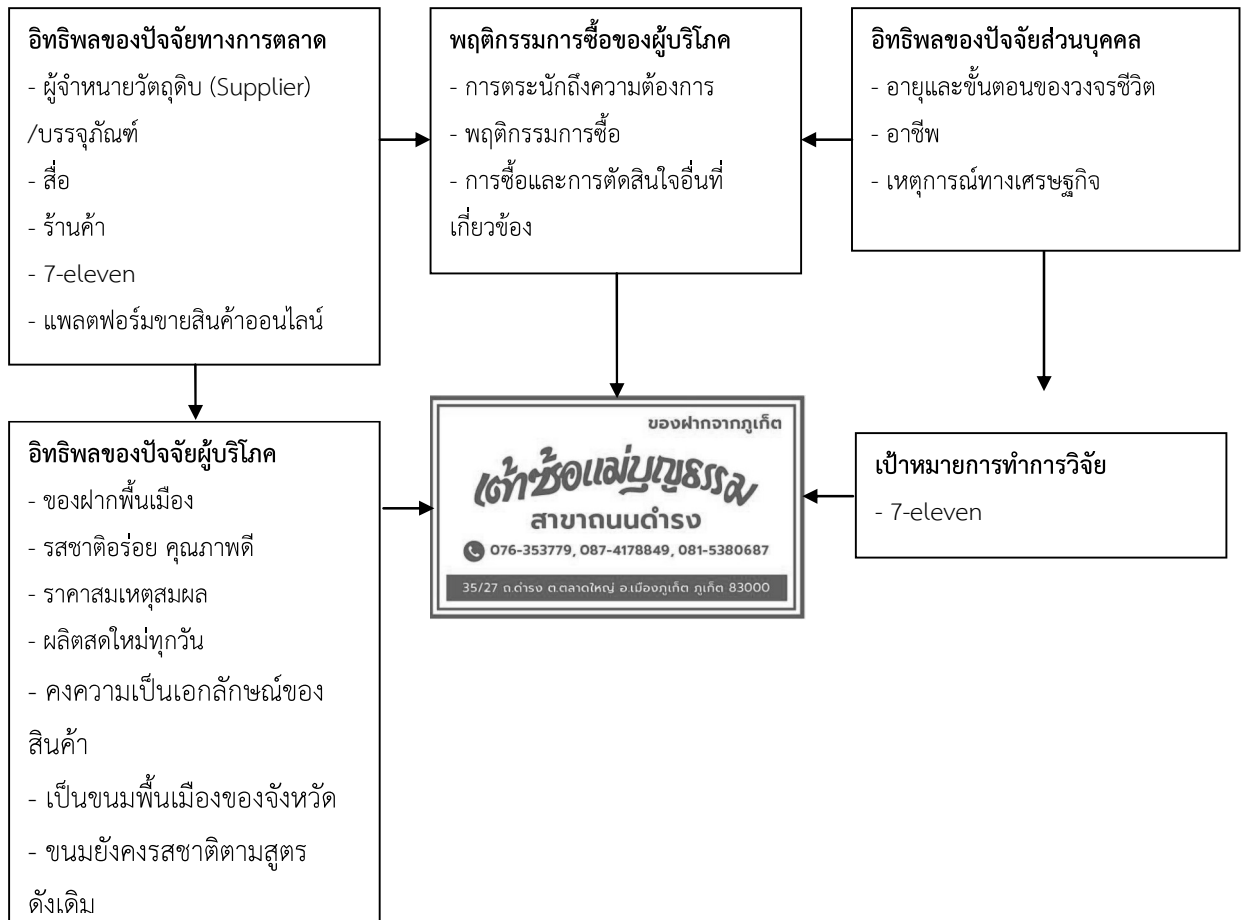 อิทธิพลของปัจจัยทางการตลาด
- ผู้จำหน่ายวัตถุดิบ (Supplier)
/บรรจุภัณฑ์
- สื่อ
- ร้านค้า
- 7-eleven
- แพลตฟอร์มขายสินค้าออนไลน์
พฤติกรรมการซื้อของผู้บริโภค
- การตระนักถึงความต้องการ
- พฤติกรรมการซื้อ
- การซื้อและการตัดสินใจอื่นที่
เกี่ยวข้อง
อิทธิพลของปัจจัยส่วนบุคคล
- อายุและขั้นตอนของวงจรชีวิต
- อาชีพ
- เหตุการณ์ทางเศรษฐกิจ
อิทธิพลของปัจจัยผู้บริโภค
- ของฝากพื้นเมือง
- รสชาติอร่อย คุณภาพดี
- ราคาสมเหตุสมผล
- ผลิตสดใหม่ทุกวัน
- คงความเป็นเอกลักษณ์ของ
สินค้า
- เป็นขนมพื้นเมืองของจังหวัด
- ขนมยังคงรสชาติตามสูตร
ดังเดิม
ของฝากจากภูเก็ต
เต้าซ้อแม่บุญธรรม
สาขาถนนดำรง
076-353779, 087-4178849, 081-5380687
35/27 ถ.ดำรง ต.ตลาดใหญ่ อ.เมืองภูเก็ต ภูเก็ต 83000
เป้าหมายการทำการวิจัย
- 7-eleven